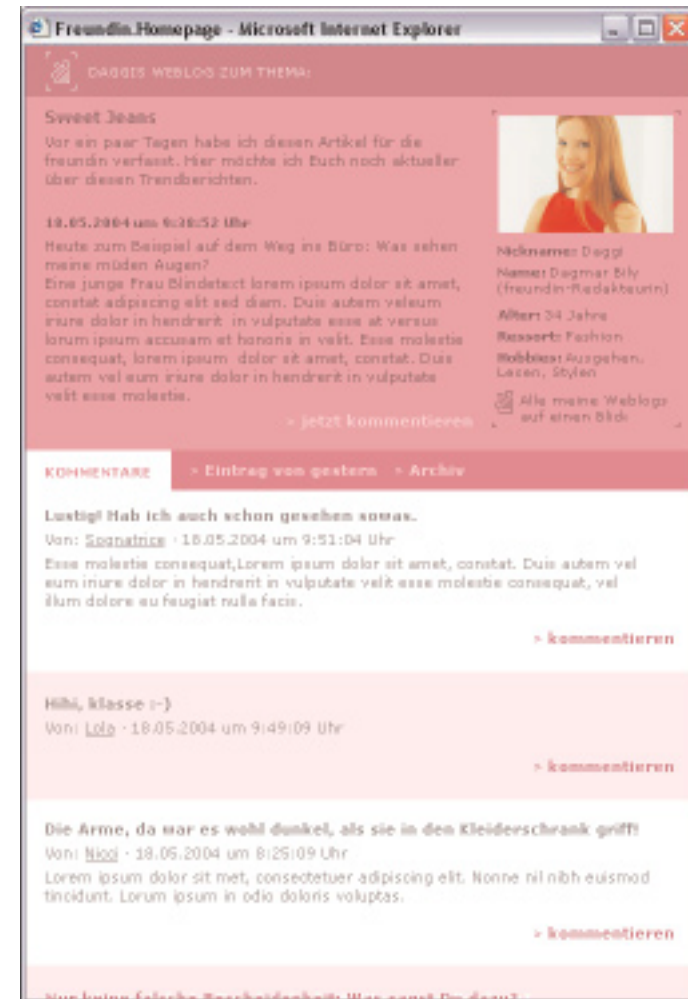 Freundin.Homepage - Microsoft Internet Explorer
DAGGIS WEBLOG ZUM THEMA:
Sweet Jeans
Vor ein paar Tagen habe ich diesen Artikel für die
freundin verfasst. Hier möchte ich Euch noch aktueller
über diesen Trendberichten.
18.05.2004 um 9:38:52 Uhr
Heute zum Beispiel auf dem Weg ins Büro: Was sehen
meine müden Augen?
Eine junge Frau Blindetext lorem ipsum dolor sit amet,
constat adipiscing elit sed diam. Duis autem veleum
iriure dolor in hendrerit in vulputate esse at versus
lorum ipsum accusam et honoris in velit. Esse molestie
consequat, lorem ipsum dolor sit amet, constat. Duis
autem vel eum iriure dolor in hendrerit in vulputate
velit esse molestie.
> jetzt kommentieren
Nickname: Daggi
Name: Dagmar Bily
(freundin-Redakteurin)
Alter: 34 Jahre
Ressort: Fashion
Hobbies: Ausgehen,
Lesen, Stylen
Alle meine Weblogs
auf einen Blick
KOMMENTARE > Eintrag von gestern > Archiv
Lustig! Hab ich auch schon gesehen sowas.
Von: Sognatrice · 18.05.2004 um 9:51:04 Uhr
Esse molestie consequat,Lorem ipsum dolor sit amet, constat. Duis autem vel
eum iriure dolor in hendrerit in vulputate velit esse molestie consequat, vel
illum dolore eu feugiat nulla facis.
> kommentieren
Hihi, klasse :-)
Von: Lola · 18.05.2004 um 9:49:09 Uhr
> kommentieren
Die Arme, da war es wohl dunkel, als sie in den Kleiderschrank griff!
Von: Nicci · 18.05.2004 um 8:25:09 Uhr
Lorem ipsum dolor sit met, consectetuer adipiscing elit. Nonne nil nibh euismod
tincidunt. Lorum ipsum in odio doloris voluptas.
> kommentieren
Nur keine falsche Bescheidenheit: Was sagst Du dazu?